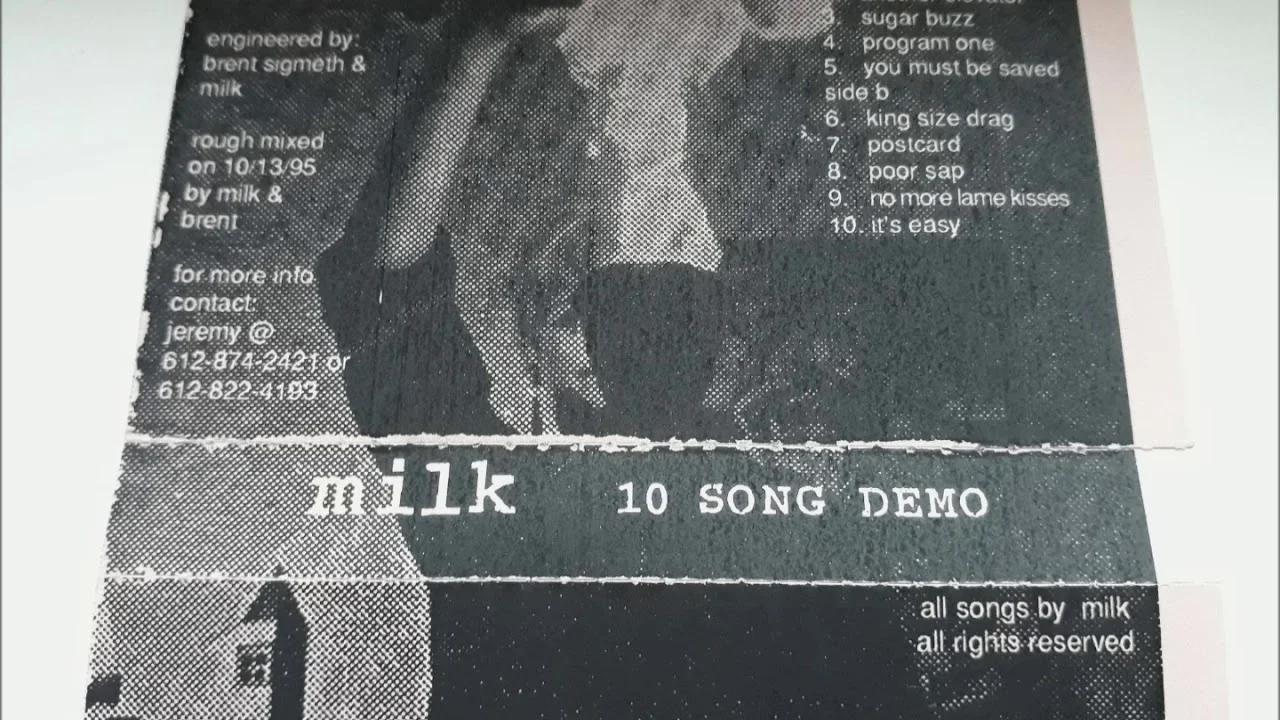 engineered by:
brent sigmeth &
milk
rough mixed
on 10/13/95
by milk &
brent
for more info
contact:
jeremy @
612-874-2421 or
612-822-4193
another elevator
3. sugar buzz
4. program one
5. you must be saved
side b
6. king size drag
7. postcard
8. poor sap
9. no more lame kisses
10. it's easy
milk 10 SONG DEMO
all songs by milk
all rights reserved